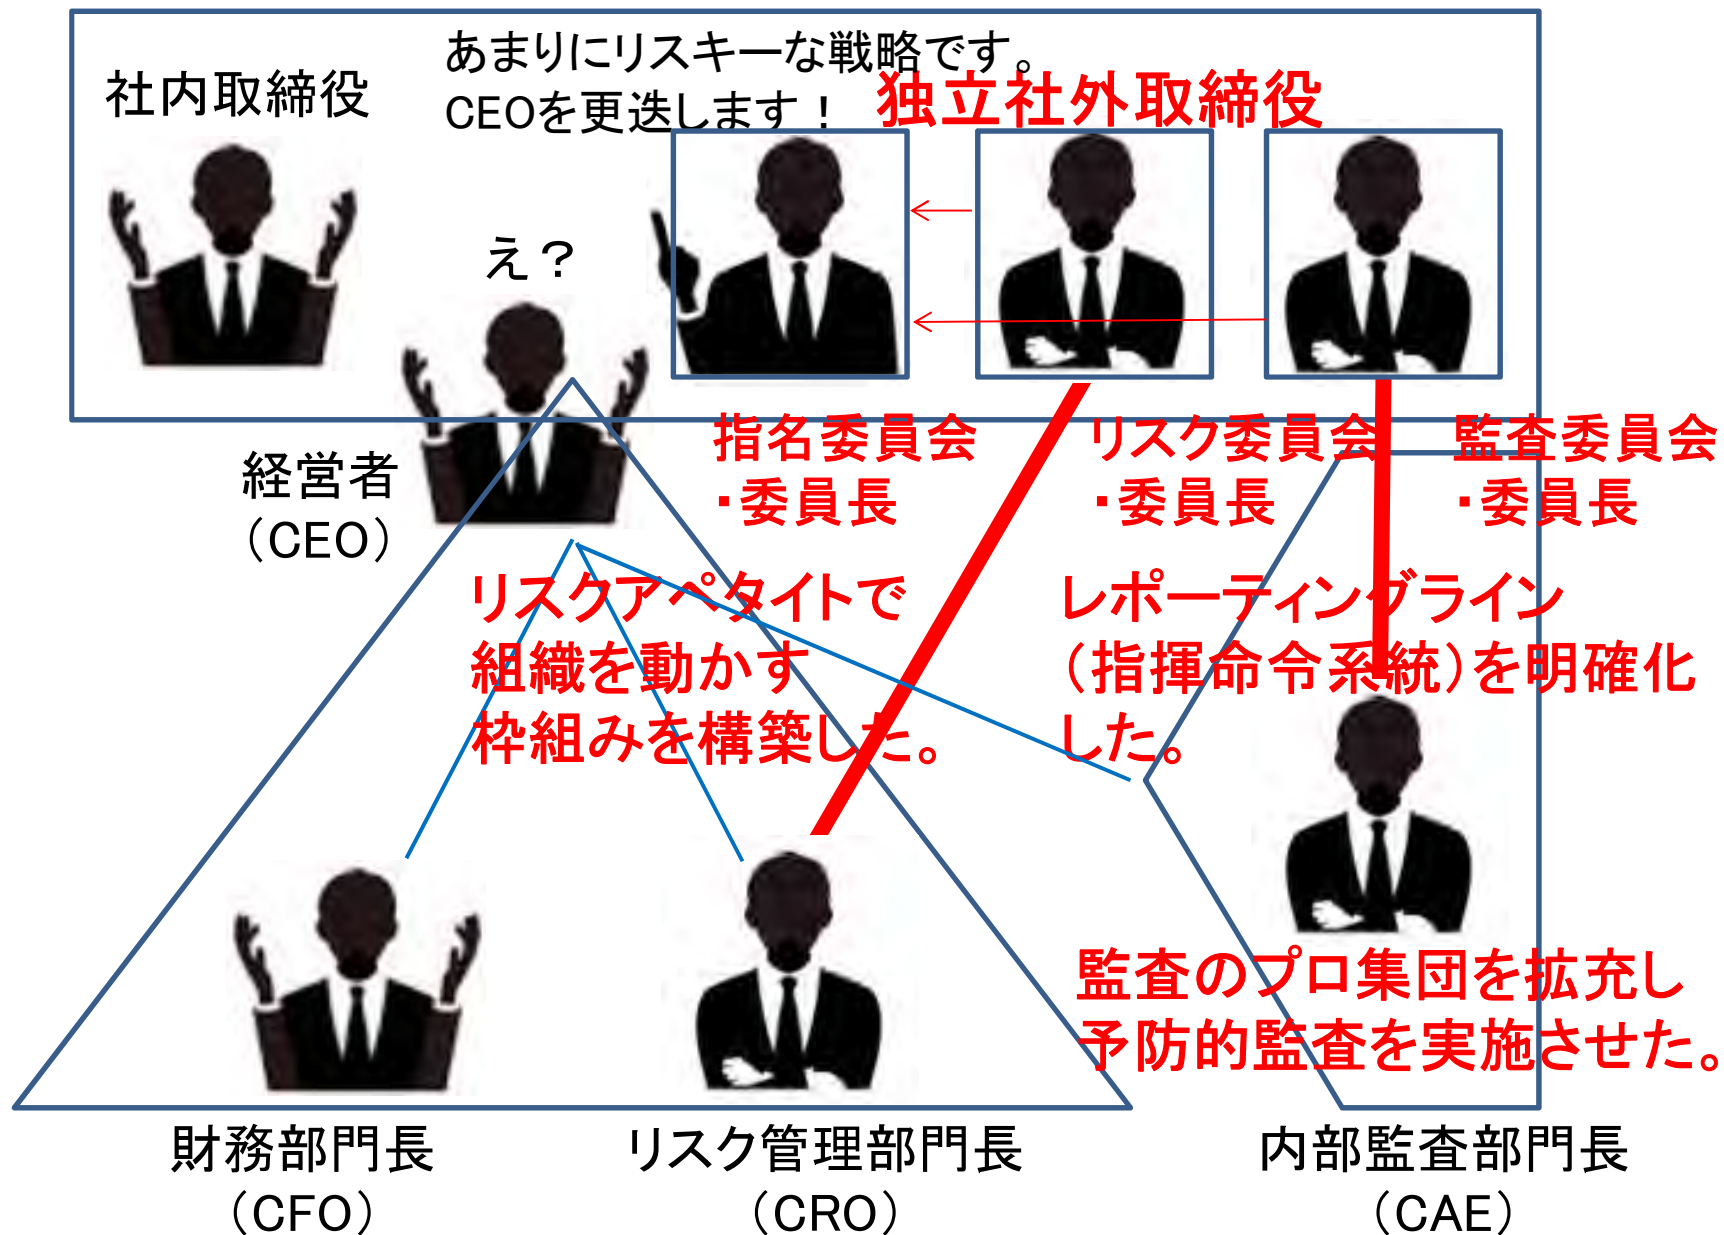 あまりにリスキーな戦略です。
CEOを更迭します！
社内取締役
独立社外取締役
え？
経営者
（CEO）
指名委員会
・委員長
リスク委員会
・委員長
監査委員会
・委員長
リスクアペタイトで
組織を動かす
枠組みを構築した。
レポーティングライン
（指揮命令系統）を明確化
した。
監査のプロ集団を拡充し
予防的監査を実施させた。
財務部門長
（CFO）
リスク管理部門長
（CRO）
内部監査部門長
（CAE）